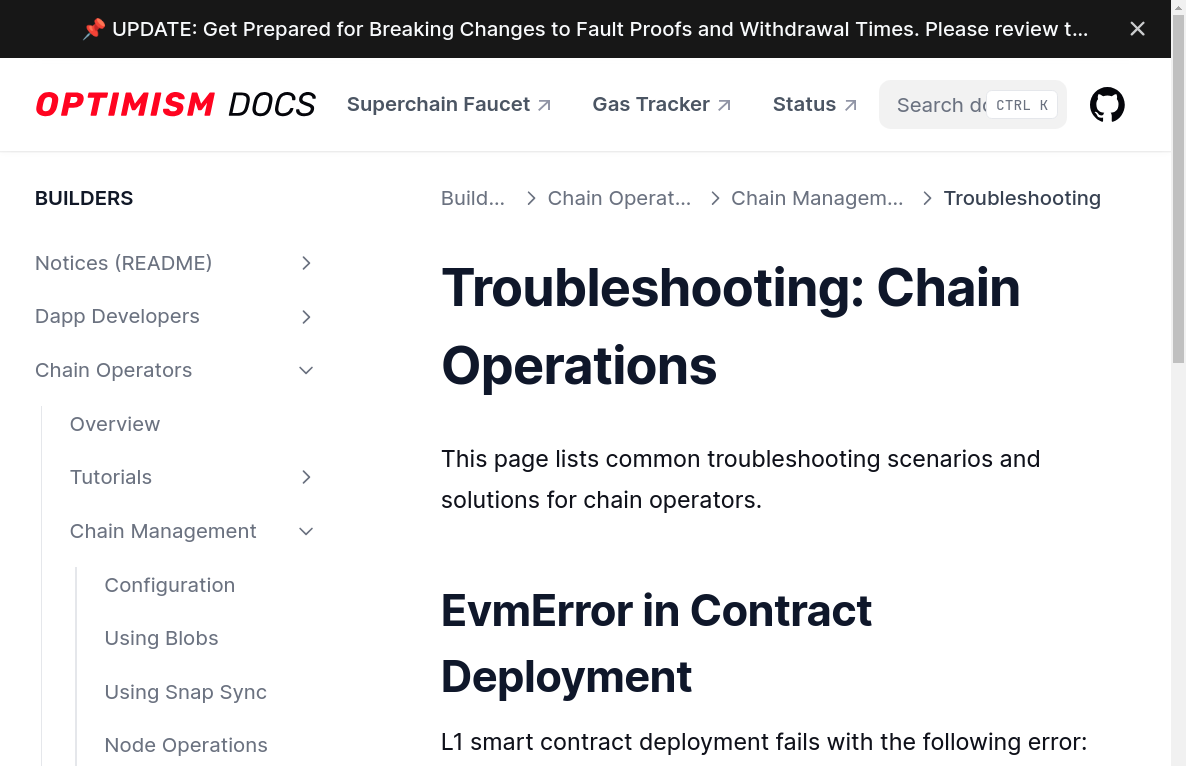 📌 UPDATE: Get Prepared for Breaking Changes to Fault Proofs and Withdrawal Times. Please review t...
OPTIMISM DOCS
Superchain Faucet
Gas Tracker
Status
Search do
CTRL K
BUILDERS
Notices (README)
Dapp Developers
Chain Operators
Overview
Tutorials
Chain Management
Configuration
Using Blobs
Using Snap Sync
Node Operations
Build... > Chain Operat... > Chain Managem... > Troubleshooting
Troubleshooting: Chain
Operations
This page lists common troubleshooting scenarios and
solutions for chain operators.
EvmError in Contract
Deployment
L1 smart contract deployment fails with the following error: